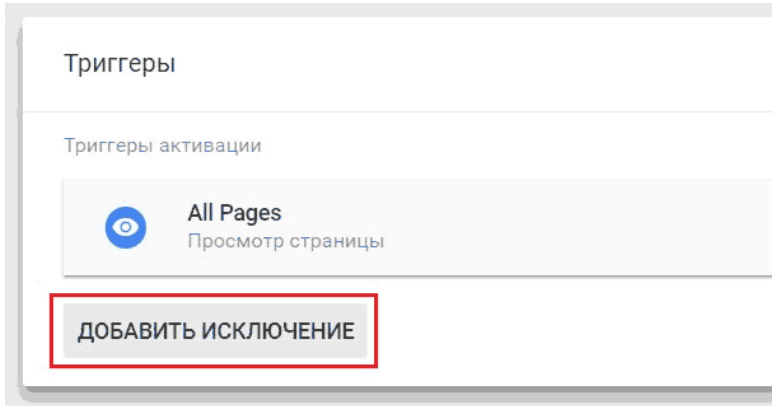 Триггеры
Триггеры активации
All Pages
Просмотр страницы
ДОБАВИТЬ ИСКЛЮЧЕНИЕ